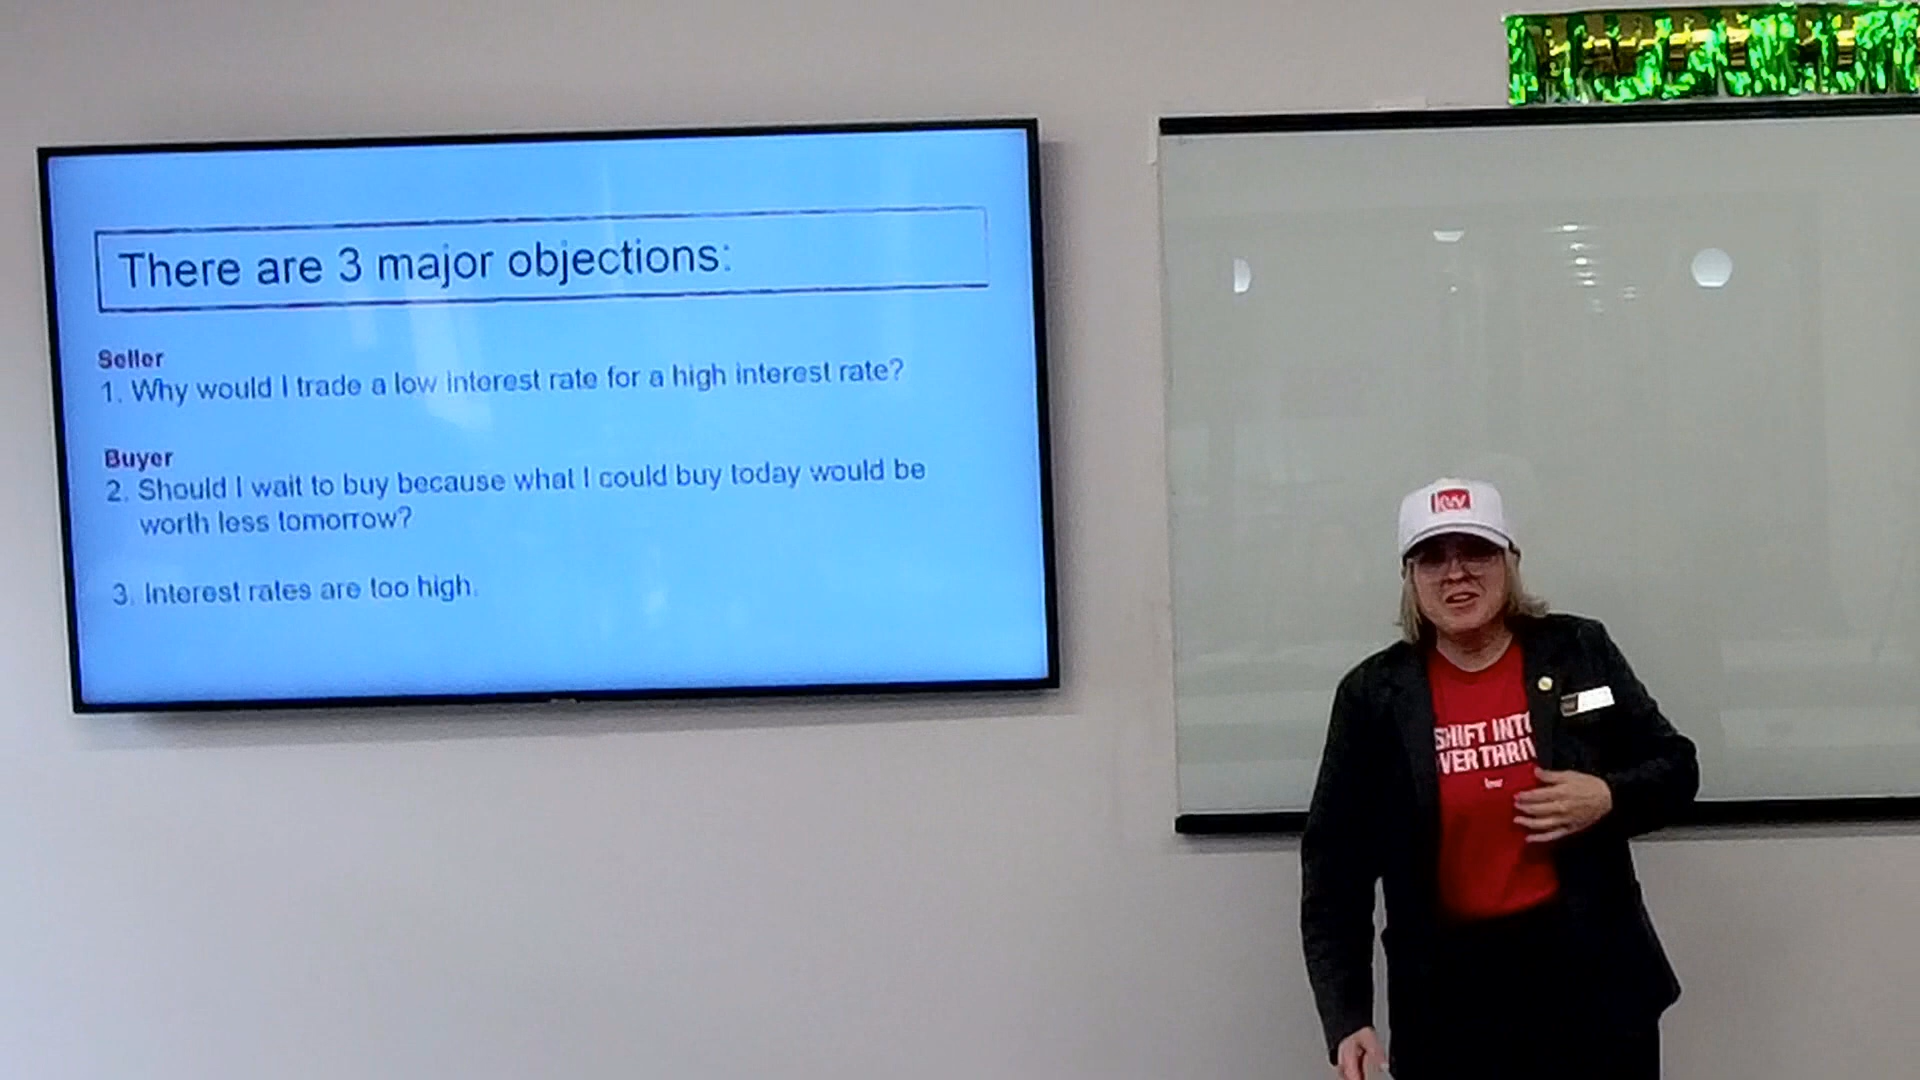 There are 3 major objections:
Seller
1. Why would I trade a low interest rate for a high interest rate?
Buyer
2. Should I wait to buy because what I could buy today would be
worth less tomorrow?
3. Interest rates are too high.
kw
SHIFT INTO
VERTHRIV
kw